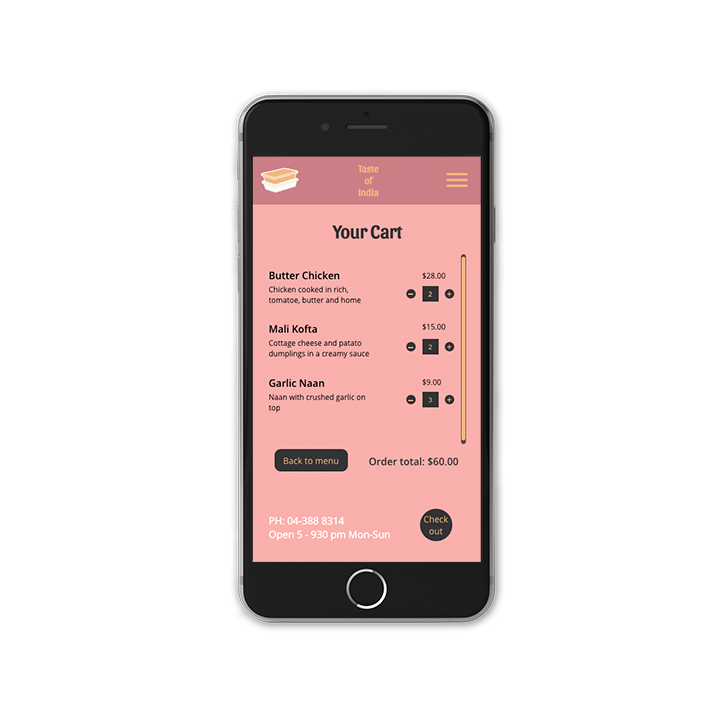 Taste
of
India
Your Cart
Butter Chicken
$28.00
Chicken cooked in rich,
tomatoe, butter and home
2
Mali Kofta
$15.00
Cottage cheese and patato
dumplings in a creamy sauce
2
Garlic Naan
$9.00
Naan with crushed garlic on
top
3
Back to menu
Order total: $60.00
PH: 04-388 8314
Open 5 - 930 pm Mon-Sun
Check
out